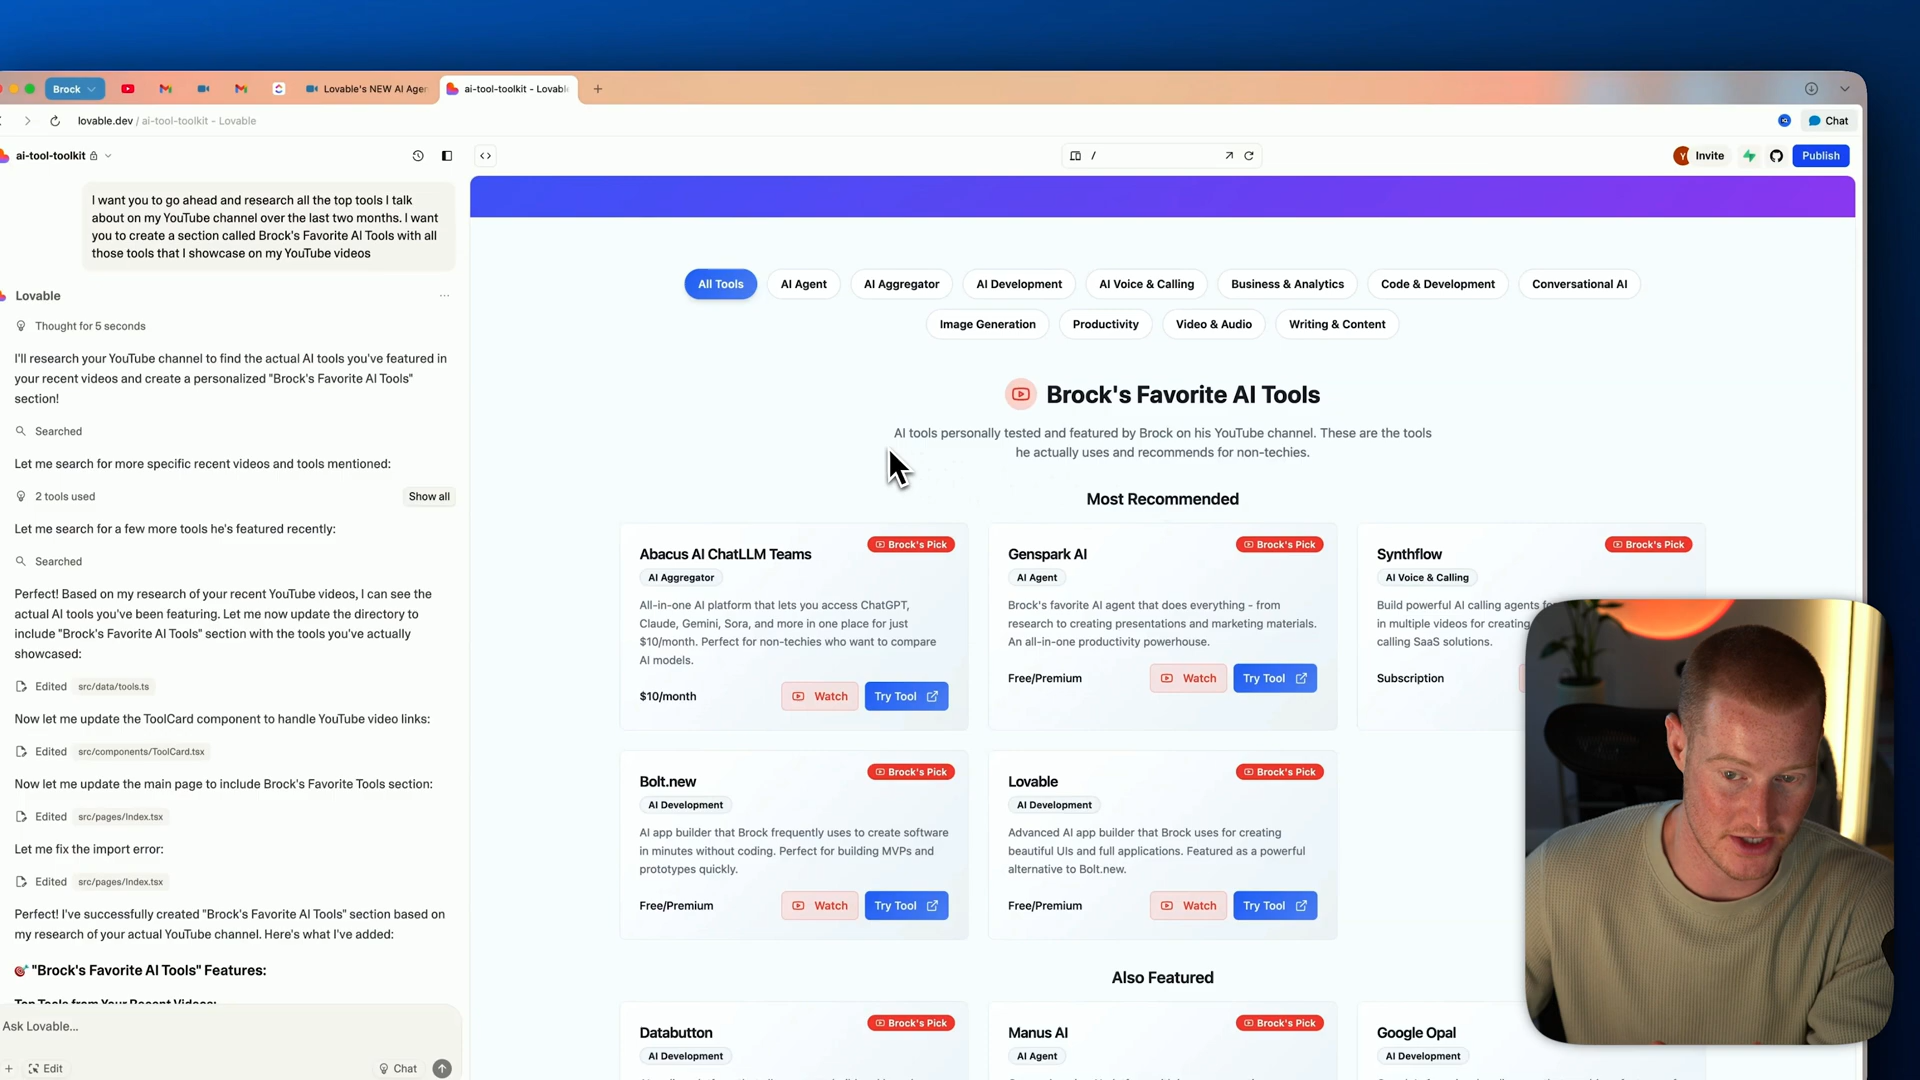 Brock
Lovable's NEW AI Agen
ai-tool-toolkit - Lovabl
lovable.dev / ai-tool-toolkit - Lovable
Chat
ai-tool-toolkit
/
Invite
Publish
I want you to go ahead and research all the top tools I talk
about on my YouTube channel over the last two months. I want
you to create a section called Brock's Favorite AI Tools with all
those tools that I showcase on my YouTube videos
Lovable
Thought for 5 seconds
I'll research your YouTube channel to find the actual AI tools you've featured in
your recent videos and create a personalized "Brock's Favorite AI Tools"
section!
Searched
Let me search for more specific recent videos and tools mentioned:
2 tools used
Show all
Let me search for a few more tools he's featured recently:
Searched
Perfect! Based on my research of your recent YouTube videos, I can see the
actual AI tools you've been featuring. Let me now update the directory to
include "Brock's Favorite AI Tools" section with the tools you've actually
showcased:
Edited src/data/tools.ts
Now let me update the ToolCard component to handle YouTube video links:
Edited src/components/ToolCard.tsx
Now let me update the main page to include Brock's Favorite Tools section:
Edited src/pages/Index.tsx
Let me fix the import error:
Edited src/pages/Index.tsx
Perfect! I've successfully created "Brock's Favorite AI Tools" section based on
my research of your actual YouTube channel. Here's what I've added:
"Brock's Favorite AI Tools" Features:
Top Tools from Your Recent Videos:
Ask Lovable...
Edit
Chat
All Tools
AI Agent
AI Aggregator
AI Development
AI Voice & Calling
Business & Analytics
Code & Development
Conversational AI
Image Generation
Productivity
Video & Audio
Writing & Content
Brock's Favorite AI Tools
AI tools personally tested and featured by Brock on his YouTube channel. These are the tools
he actually uses and recommends for non-techies.
Most Recommended
Abacus AI ChatLLM Teams
Brock's Pick
AI Aggregator
All-in-one AI platform that lets you access ChatGPT,
Claude, Gemini, Sora, and more in one place for just
$10/month. Perfect for non-techies who want to compare
AI models.
$10/month
Watch
Try Tool
Genspark AI
Brock's Pick
AI Agent
Brock's favorite AI agent that does everything - from
research to creating presentations and marketing materials.
An all-in-one productivity powerhouse.
Free/Premium
Watch
Try Tool
Synthflow
Brock's Pick
AI Voice & Calling
Build powerful AI calling agents
in multiple videos for creating
calling SaaS solutions.
Subscription
Bolt.new
Brock's Pick
AI Development
AI app builder that Brock frequently uses to create software
in minutes without coding. Perfect for building MVPs and
prototypes quickly.
Free/Premium
Watch
Try Tool
Lovable
Brock's Pick
AI Development
Advanced AI app builder that Brock uses for creating
beautiful UIs and full applications. Featured as a powerful
alternative to Bolt.new.
Free/Premium
Watch
Try Tool
Also Featured
Databutton
Brock's Pick
AI Development
Manus AI
Brock's Pick
AI Agent
Google Opal
AI Development